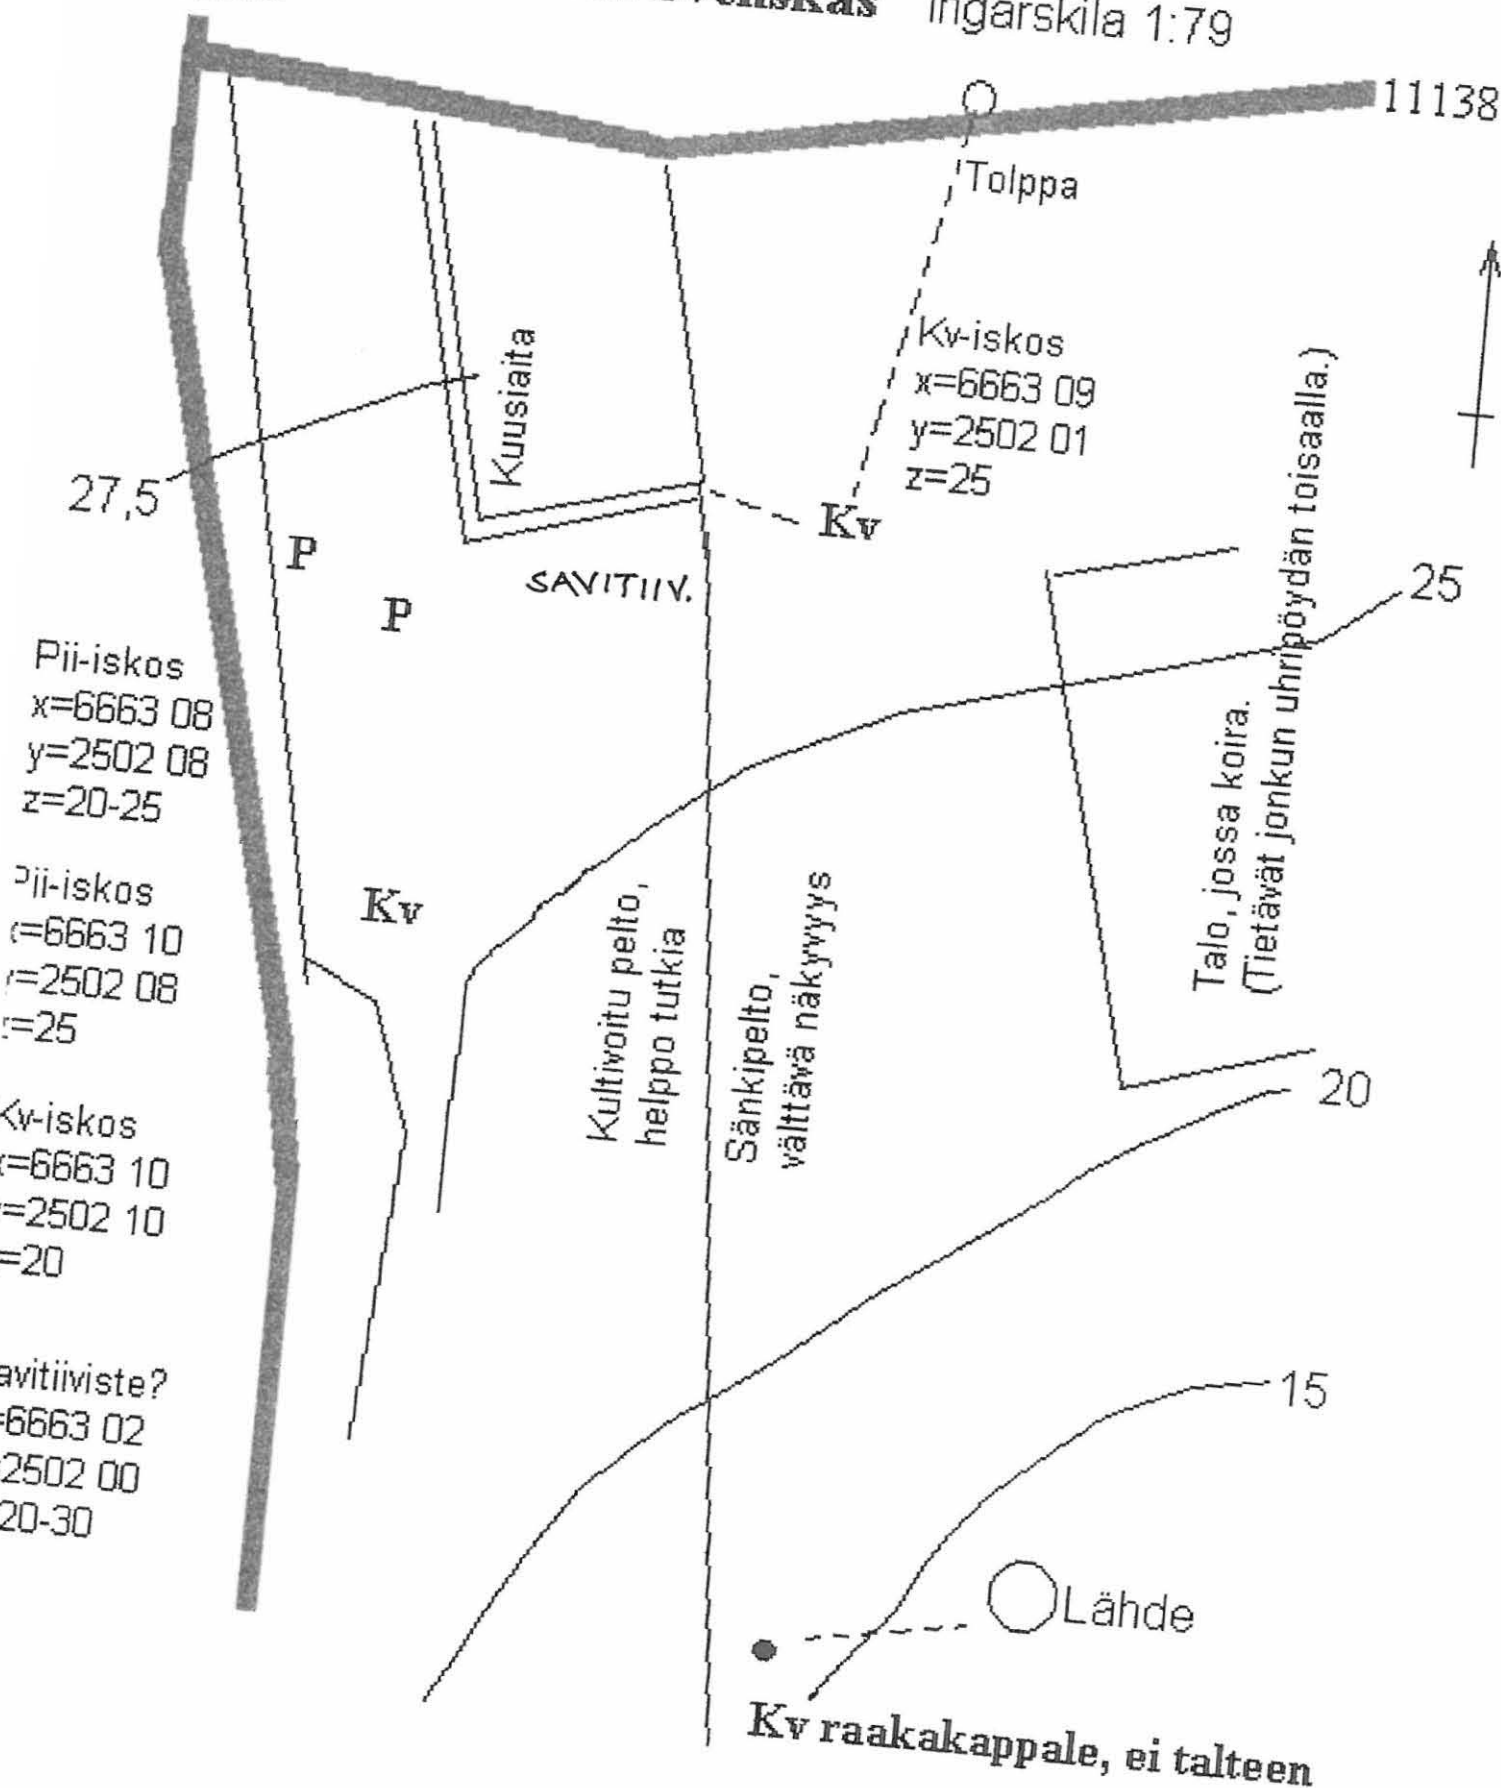 Ingarskila 1:79
11138
Tolppa
Kv-iskos
x=6663 09
y=2502 01
z=25
Kuusiaita
27,5
P
P
Kv
SAVITIIV.
25
Talo, jossa koira.
(Tietävät jonkun uhripöydän toisaalla.)
Pii-iskos
x=6663 08
y=2502 08
z=20-25
Pii-iskos
x=6663 10
y=2502 08
z=25
Kv
Kultivoitu pelto,
helppo tutkia
Sänkipelto,
välttävä näkyvyys
20
Kv-iskos
x=6663 10
=2502 10
=20
avitiiviste?
=6663 02
2502 00
20-30
15
Lähde
Kv raakakappale, ei talteen